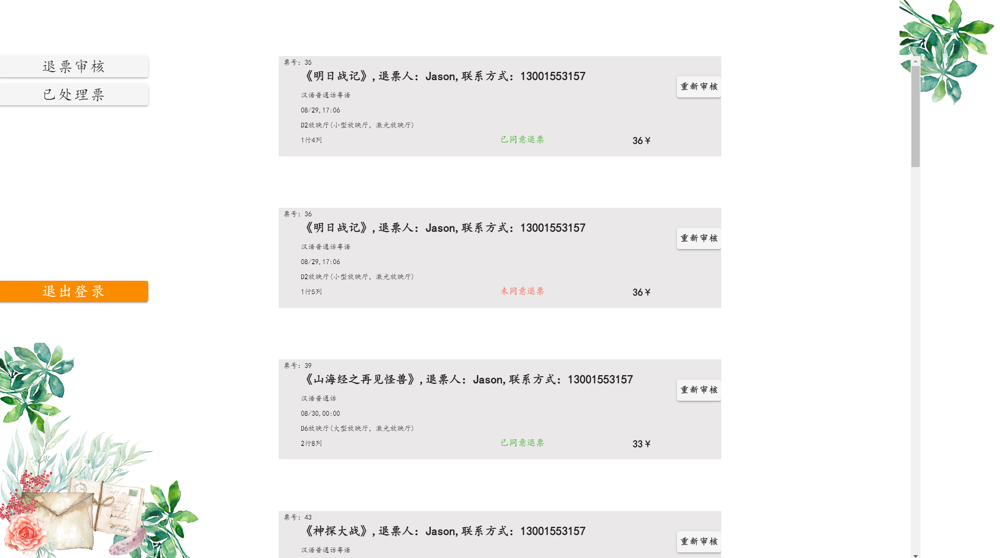 退票审核
已处理票
退出登录
票号: 35
《明日战记》,退票人: Jason,联系方式: 13001553157
重新审核
汉语普通话粤语
08/29,17:06
D2放映厅(小型放映厅, 激光放映厅)
1行4列 已同意退票 36￥
票号: 36
《明日战记》,退票人: Jason,联系方式: 13001553157
重新审核
汉语普通话粤语
08/29,17:06
D2放映厅(小型放映厅, 激光放映厅)
1行5列 未同意退票 36￥
票号: 39
《山海经之再见怪兽》,退票人: Jason,联系方式: 13001553157
重新审核
汉语普通话
08/30,00:00
D6放映厅(大型放映厅, 激光放映厅)
2行8列 已同意退票 33￥
票号: 43
《神探大战》,退票人: Jason,联系方式: 13001553157
重新审核
汉语普通话粤语